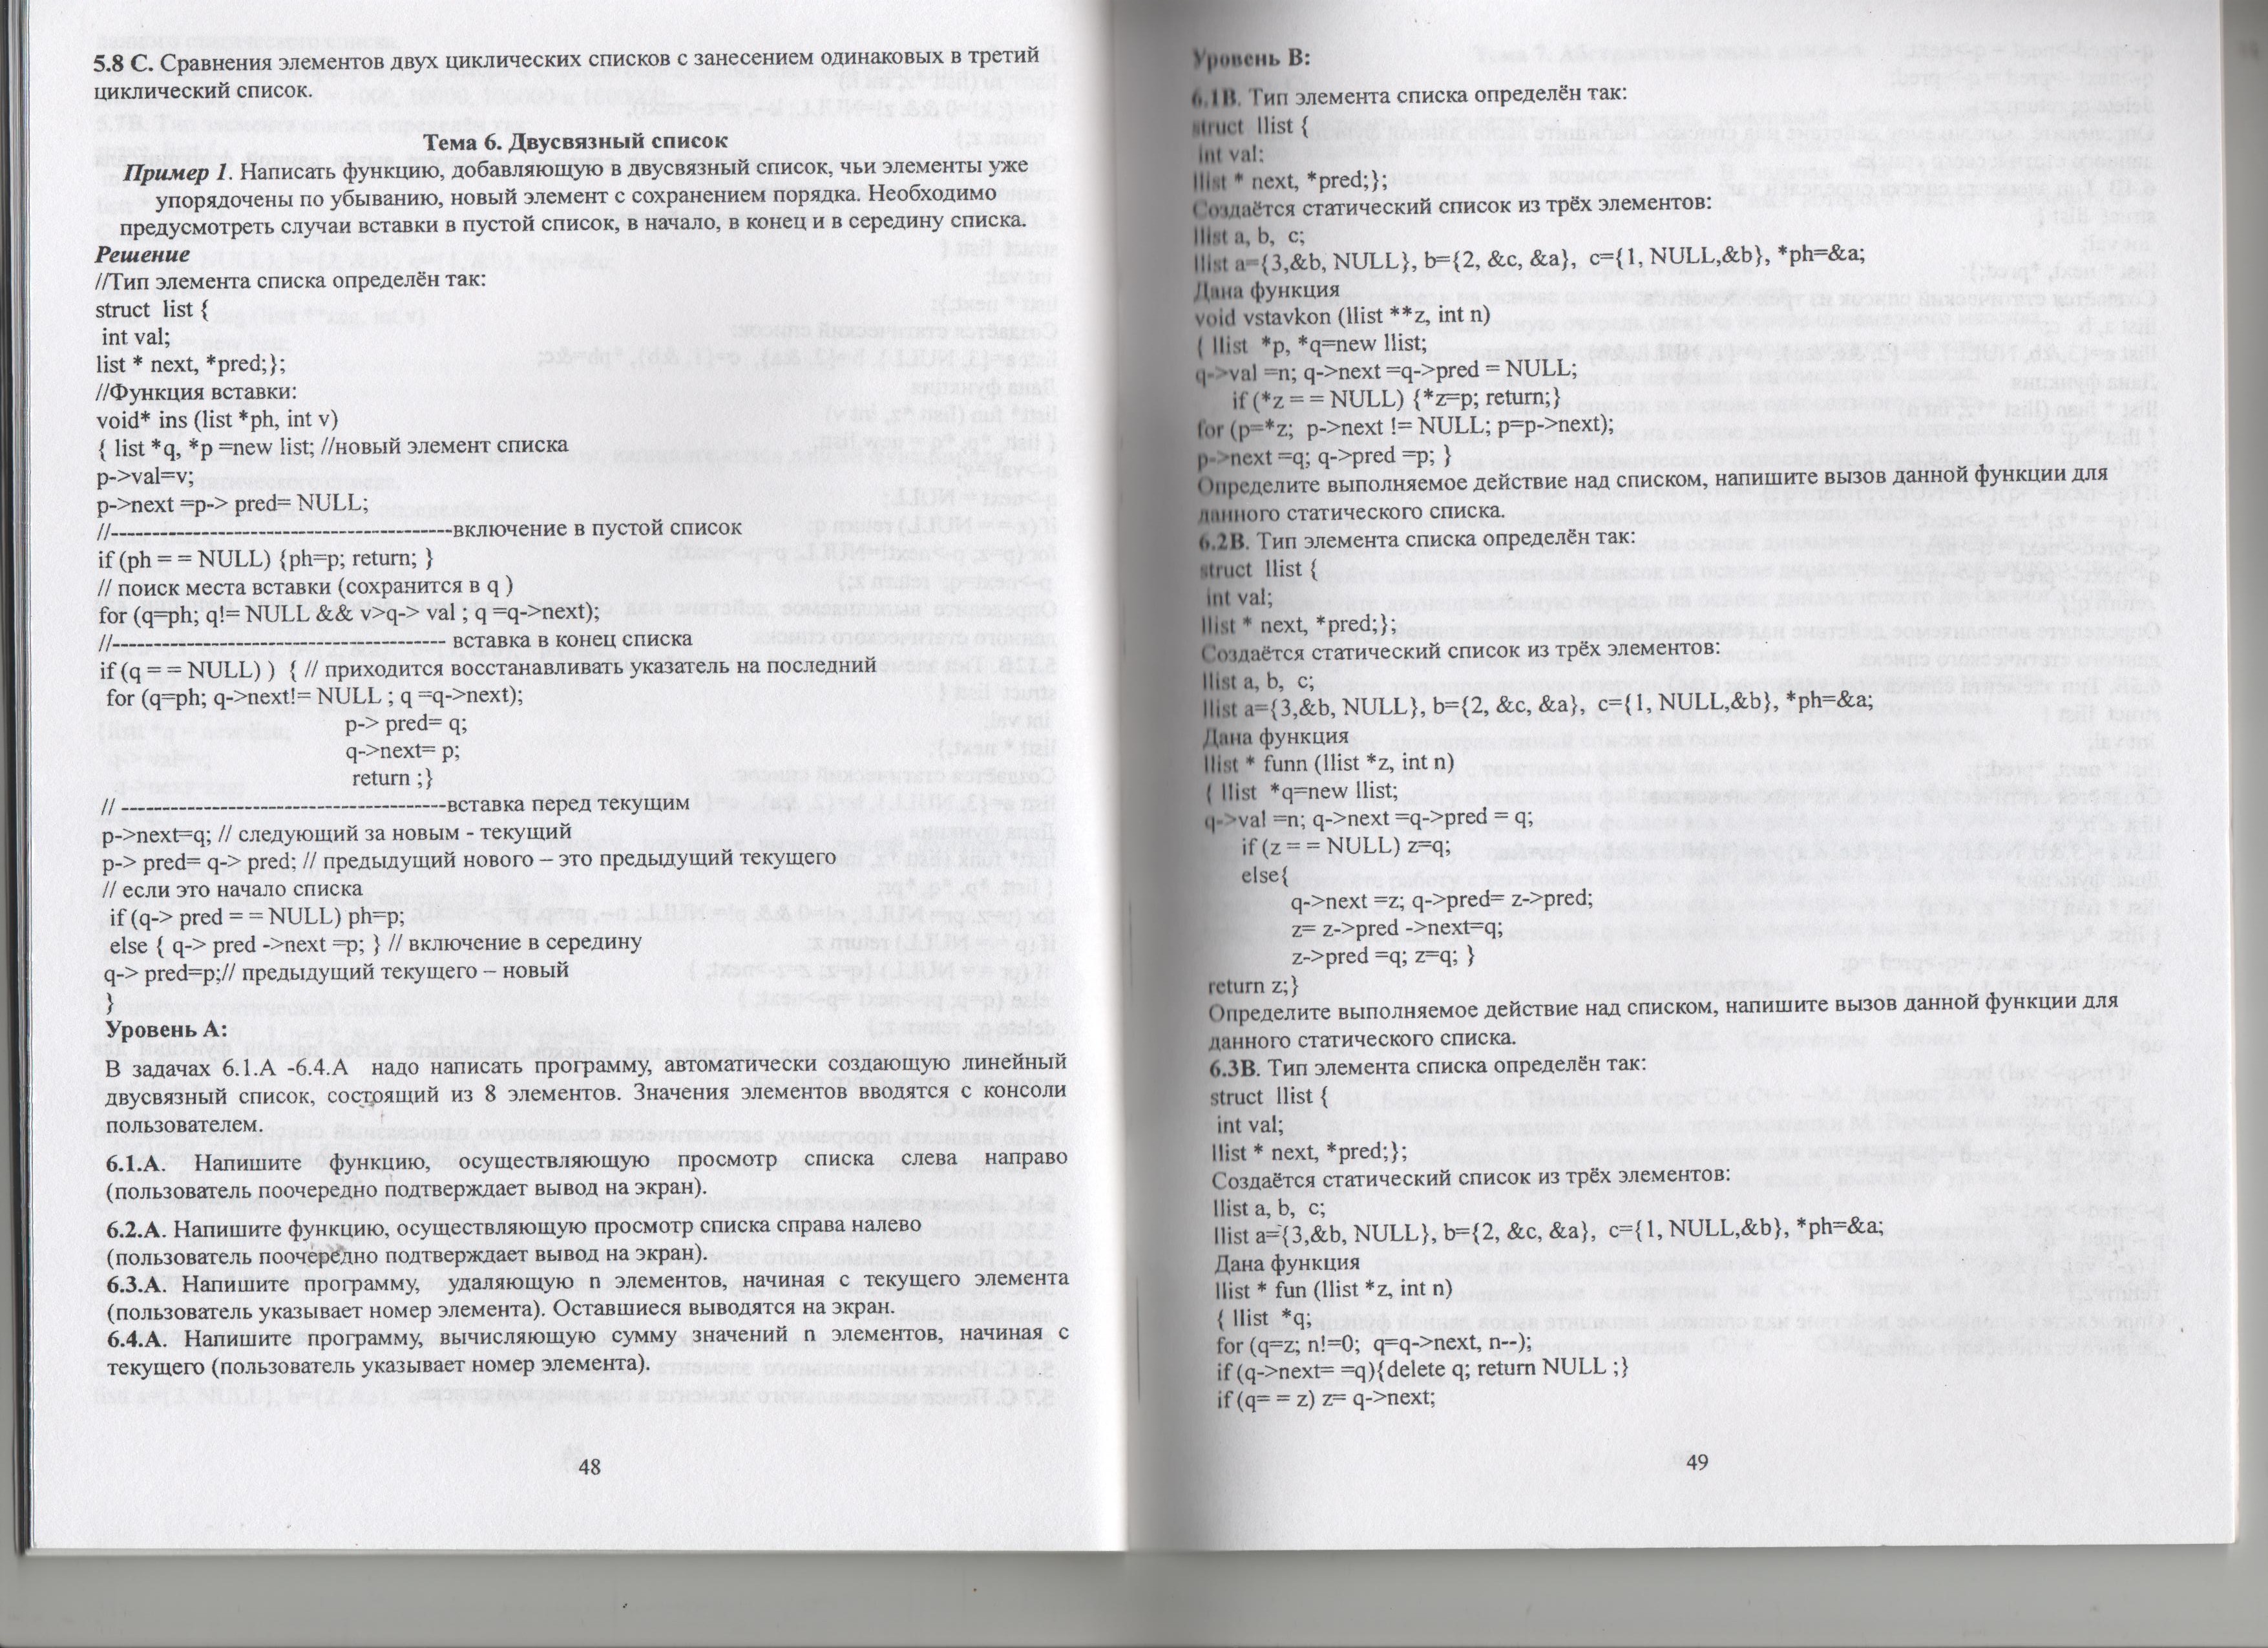 5.8 С. Сравнения элементов двух циклических списков с занесением одинаковых в третий
циклический список.
Тема 6. Двусвязный список
Пример 1. Написать функцию, добавляющую в двусвязный список, чьи элементы уже
упорядочены по убыванию, новый элемент с сохранением порядка. Необходимо
предусмотреть случаи вставки в пустой список, в начало, в конец и в середину списка.
Решение
//Тип элемента списка определён так:
struct list {
int val;
list * next, *pred;};
//Функция вставки:
void* ins (list *ph, int v)
{ list *q, *p =new list; //новый элемент списка
p->val=v;
p->next =p-> pred= NULL;
//--------------------------------------включение в пустой список
if (ph = = NULL) {ph=p; return; }
// поиск места вставки (сохранится в q )
for (q=ph; q!= NULL && v>q-> val ; q =q->next);
//------------------------------------- вставка в конец списка
if (q = = NULL) ) { // приходится восстанавливать указатель на последний
for (q=ph; q->next!= NULL ; q =q->next);
p-> pred= q;
q->next= p;
return ;}
// ------------------------------------вставка перед текущим
p->next=q; // следующий за новым - текущий
p-> pred= q-> pred; // предыдущий нового – это предыдущий текущего
// если это начало списка
if (q-> pred = = NULL) ph=p;
else { q-> pred ->next =p; } // включение в середину
q-> pred=p;// предыдущий текущего – новый
}
Уровень А:
В задачах 6.1.А -6.4.А надо написать программу, автоматически создающую линейный
двусвязный список, состоящий из 8 элементов. Значения элементов вводятся с консоли
пользователем.
6.1.А. Напишите функцию, осуществляющую просмотр списка слева направо
(пользователь поочередно подтверждает вывод на экран).
6.2.А. Напишите функцию, осуществляющую просмотр списка справа налево
(пользователь поочередно подтверждает вывод на экран).
6.3.А. Напишите программу, удаляющую n элементов, начиная с текущего элемента
(пользователь указывает номер элемента). Оставшиеся выводятся на экран.
6.4.А. Напишите программу, вычисляющую сумму значений n элементов, начиная с
текущего (пользователь указывает номер элемента).
48
Уровень В:
6.1В. Тип элемента списка определён так:
struct llist {
int val;
llist * next, *pred;};
Создаётся статический список из трёх элементов:
llist a, b, c;
llist a={3,&b, NULL}, b={2, &c, &a}, c={1, NULL,&b}, *ph=&a;
Дана функция
void vstavkon (llist **z, int n)
{ llist *p, *q=new llist;
q->val =n; q->next =q->pred = NULL;
if (*z = = NULL) {*z=p; return;}
for (p=*z; p->next != NULL; p=p->next);
p->next =q; q->pred =p; }
Определите выполняемое действие над списком, напишите вызов данной функции для
данного статического списка.
6.2В. Тип элемента списка определён так:
struct llist {
int val;
llist * next, *pred;};
Создаётся статический список из трёх элементов:
llist a, b, c;
llist a={3,&b, NULL}, b={2, &c, &a}, c={1, NULL,&b}, *ph=&a;
Дана функция
llist * funn (llist *z, int n)
{ llist *q=new llist;
q->val =n; q->next =q->pred = q;
if (z = = NULL) z=q;
else{
q->next =z; q->pred= z->pred;
z= z->pred ->next=q;
z->pred =q; z=q; }
return z;}
Определите выполняемое действие над списком, напишите вызов данной функции для
данного статического списка.
6.3В. Тип элемента списка определён так:
struct llist {
int val;
llist * next, *pred;};
Создаётся статический список из трёх элементов:
llist a, b, c;
llist a={3,&b, NULL}, b={2, &c, &a}, c={1, NULL,&b}, *ph=&a;
Дана функция
llist * fun (llist *z, int n)
{ llist *q;
for (q=z; n!=0; q=q->next, n--);
if (q->next= =q){delete q; return NULL ;}
if (q= = z) z= q->next;
49